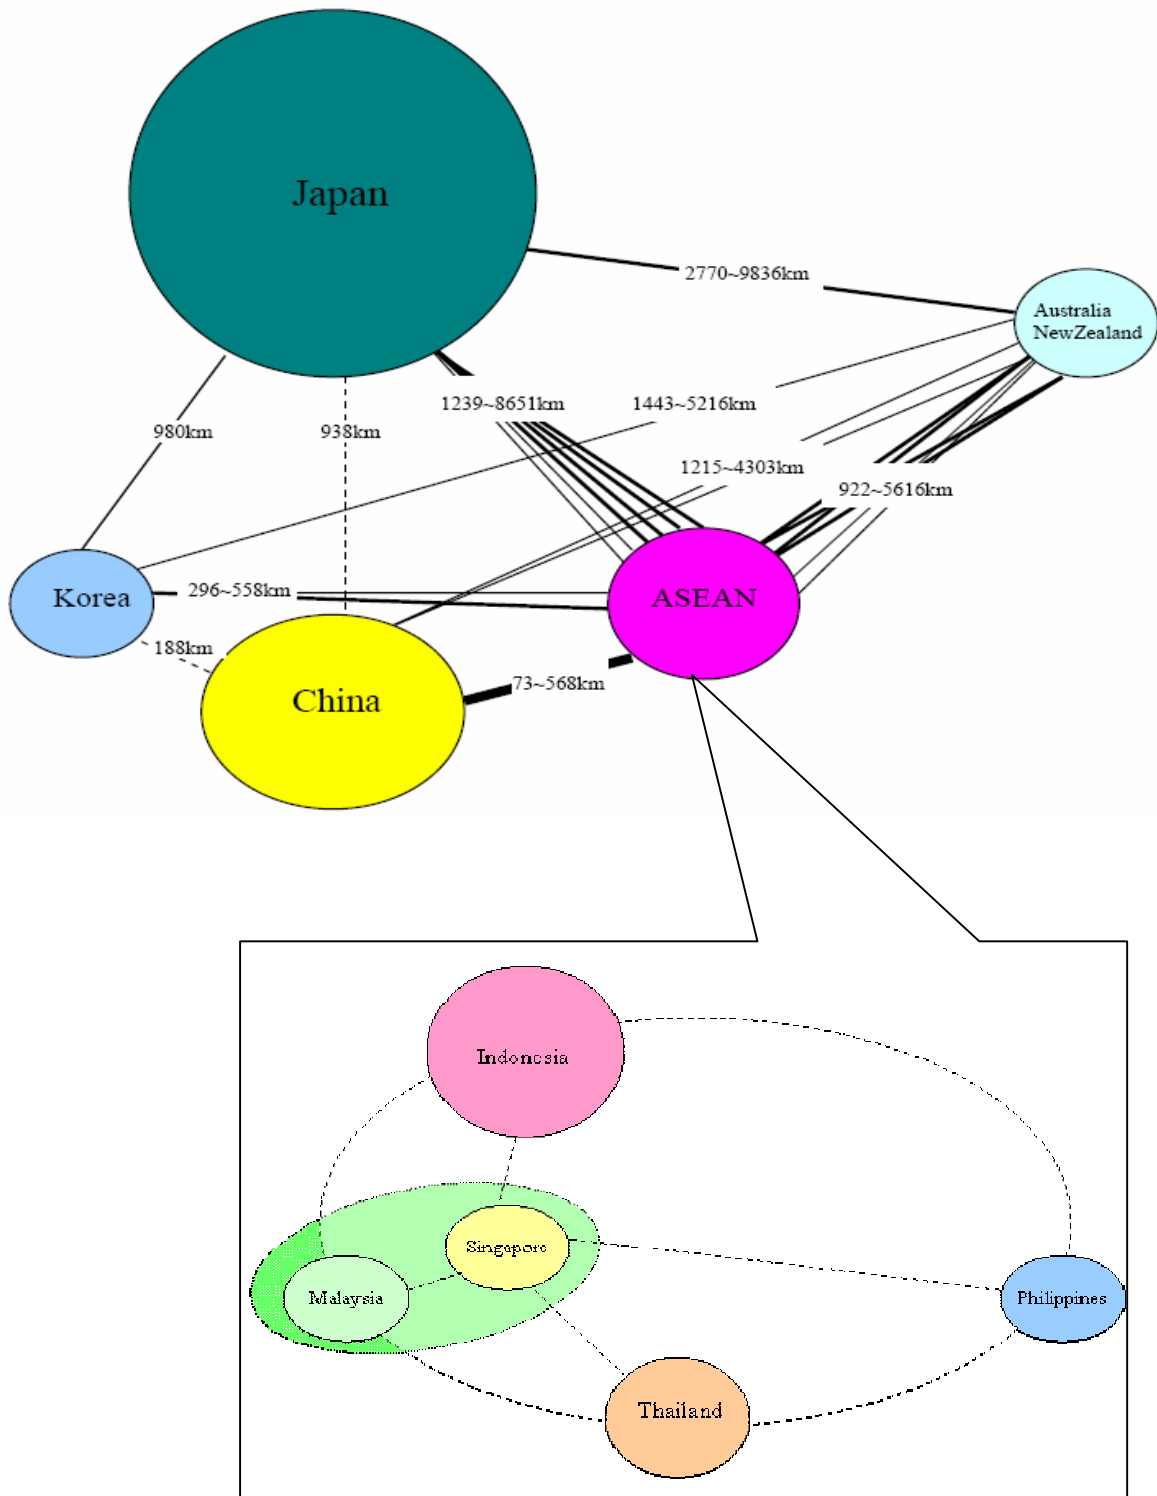 Japan
2770~9836km
Australia
NewZealand
1239~8651km
1443~5216km
980km
938km
1215~4303km
922~5616km
Korea
296~558km
ASEAN
188km
73~568km
China
Indonesia
Singapore
Malaysia
Philippines
Thailand